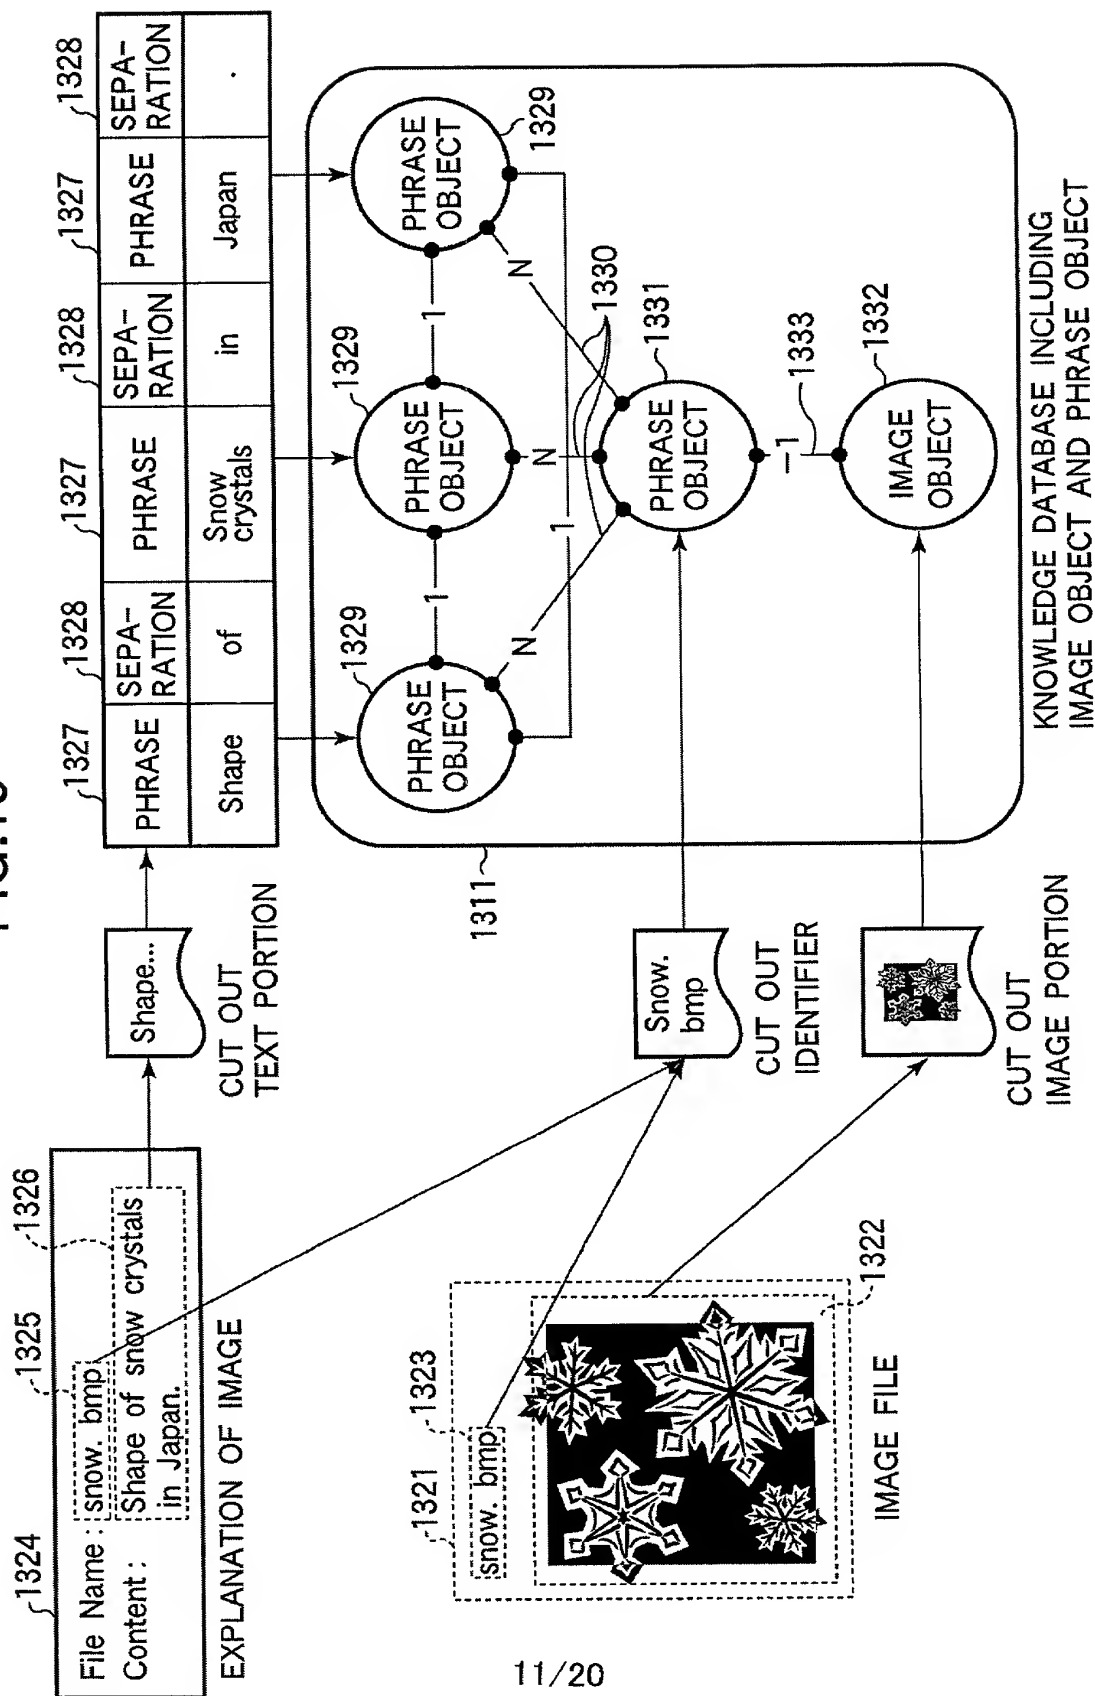 1324
1325
1326
File Name : snow. bmp
Content : Shape of snow crystals
in Japan.
EXPLANATION OF IMAGE
1321
1323
snow. bmp
1322
IMAGE FILE
Shape...
CUT OUT
TEXT PORTION
Snow.
bmp
CUT OUT
IDENTIFIER
CUT OUT
IMAGE PORTION
1327
1328
1327
1328
1327
1328
PHRASE
SEPA-
RATION
PHRASE
SEPA-
RATION
PHRASE
SEPA-
RATION
Shape
of
Snow
crystals
in
Japan
.
1311
1329
PHRASE
OBJECT
1
1329
PHRASE
OBJECT
1
PHRASE
OBJECT
1329
N
N
N
1
1330
PHRASE
OBJECT
1331
-1
1333
IMAGE
OBJECT
1332
KNOWLEDGE DATABASE INCLUDING
IMAGE OBJECT AND PHRASE OBJECT
11/20